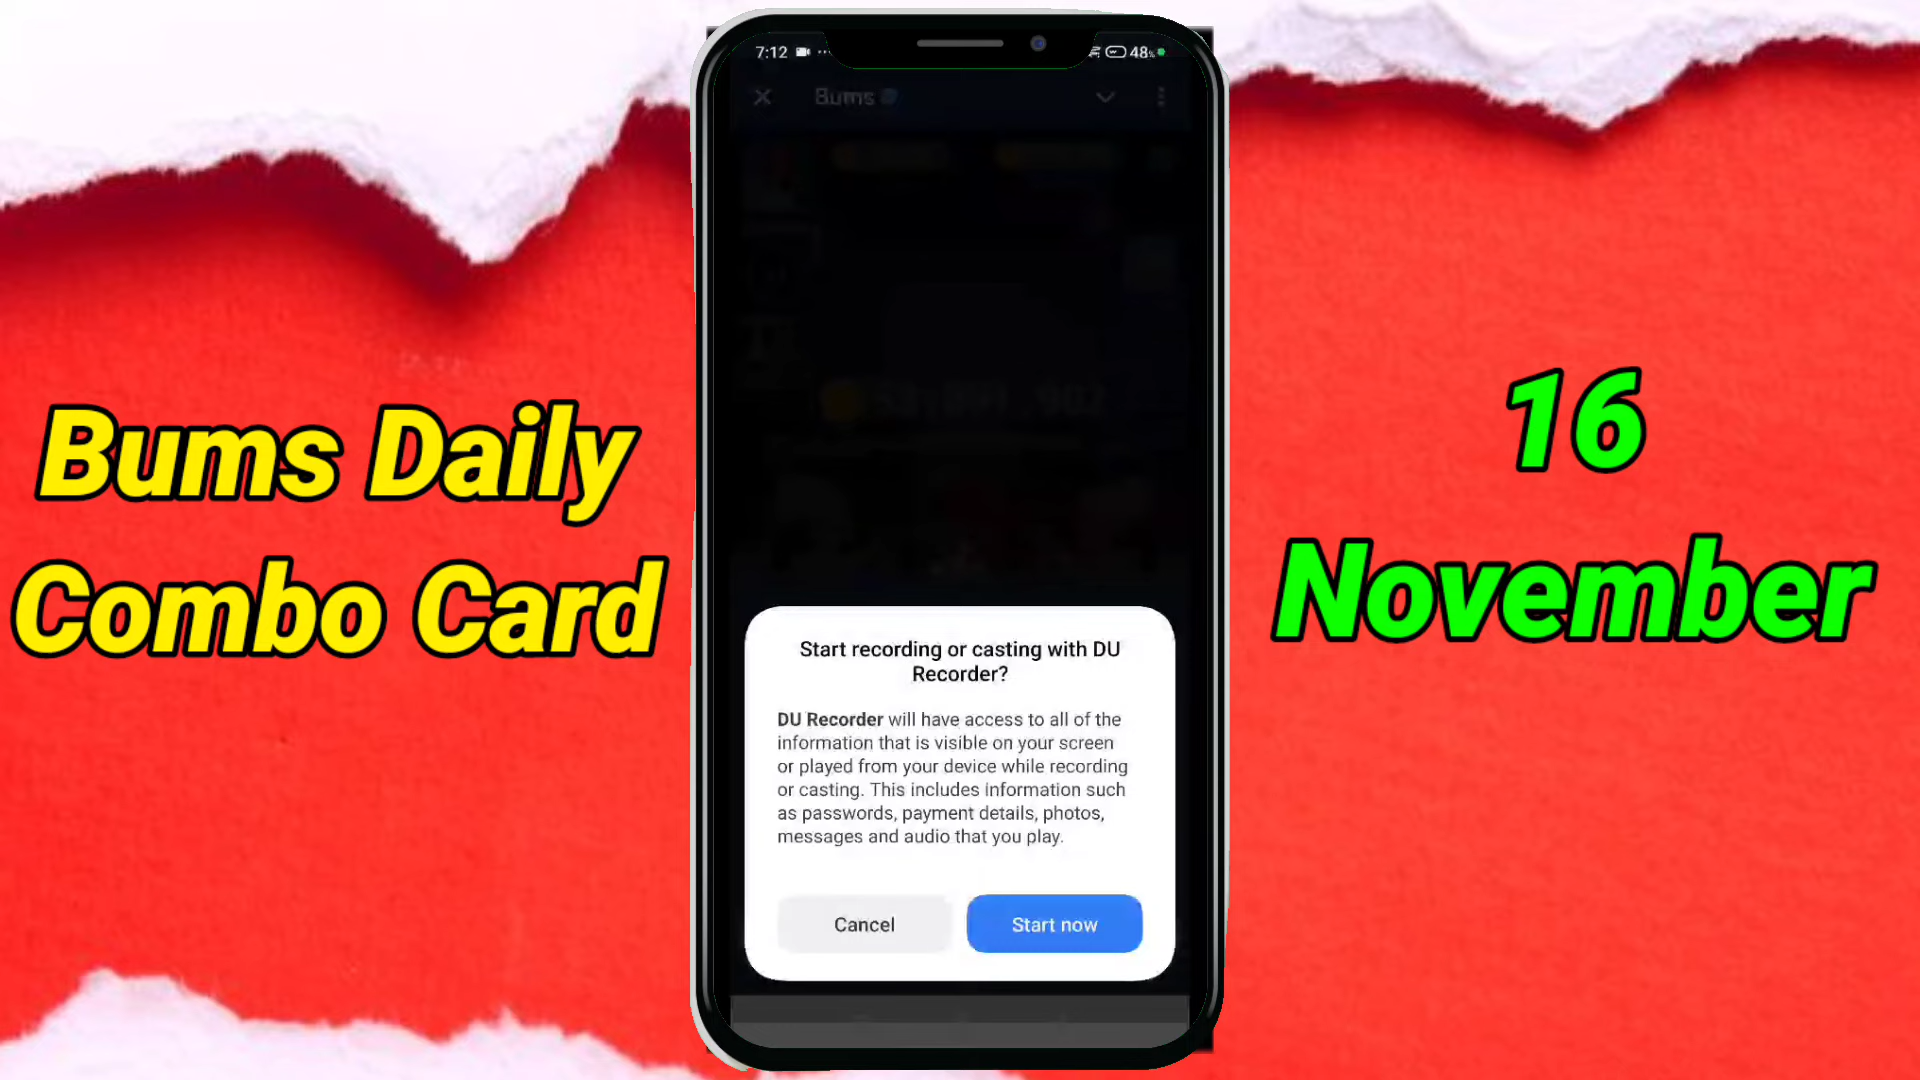 7:12
48%
Bums
Bums Daily
Combo Card
16
November
Start recording or casting with DU
Recorder?
DU Recorder will have access to all of the
information that is visible on your screen
or played from your device while recording
or casting. This includes information such
as passwords, payment details, photos,
messages and audio that you play.
Cancel
Start now